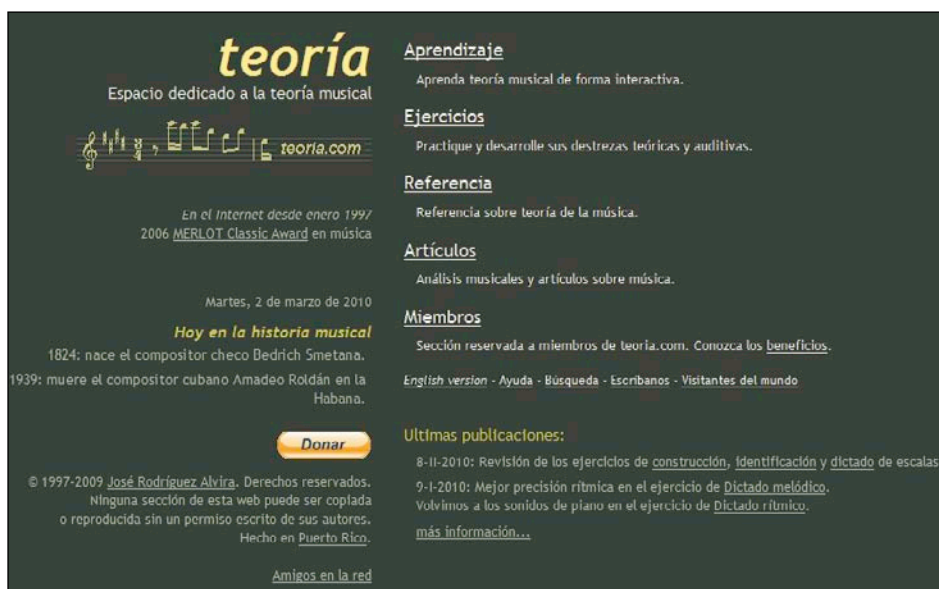 teoría
Espacio dedicado a la teoría musical
teoria.com
En el Internet desde enero 1997
2006 MERLOT Classic Award en música
Martes, 2 de marzo de 2010
Hoy en la historia musical
1824: nace el compositor checo Bedrich Smetana.
1939: muere el compositor cubano Amadeo Roldán en la
Habana.
Donar
© 1997-2009 José Rodríguez Alvira. Derechos reservados.
Ninguna sección de esta web puede ser copiada
o reproducida sin un permiso escrito de sus autores.
Hecho en Puerto Rico.
Amigos en la red
Aprendizaje
Aprenda teoría musical de forma interactiva.
Ejercicios
Practique y desarrolle sus destrezas teóricas y auditivas.
Referencia
Referencia sobre teoría de la música.
Artículos
Análisis musicales y artículos sobre música.
Miembros
Sección reservada a miembros de teoria.com. Conozca los beneficios.
English version - Ayuda - Búsqueda - Escríbanos - Visitantes del mundo
Ultimas publicaciones:
8-II-2010: Revisión de los ejercicios de construcción, identificación y dictado de escalas
9-I-2010: Mejor precisión rítmica en el ejercicio de Dictado melódico.
Volvimos a los sonidos de piano en el ejercicio de Dictado rítmico.
más información...